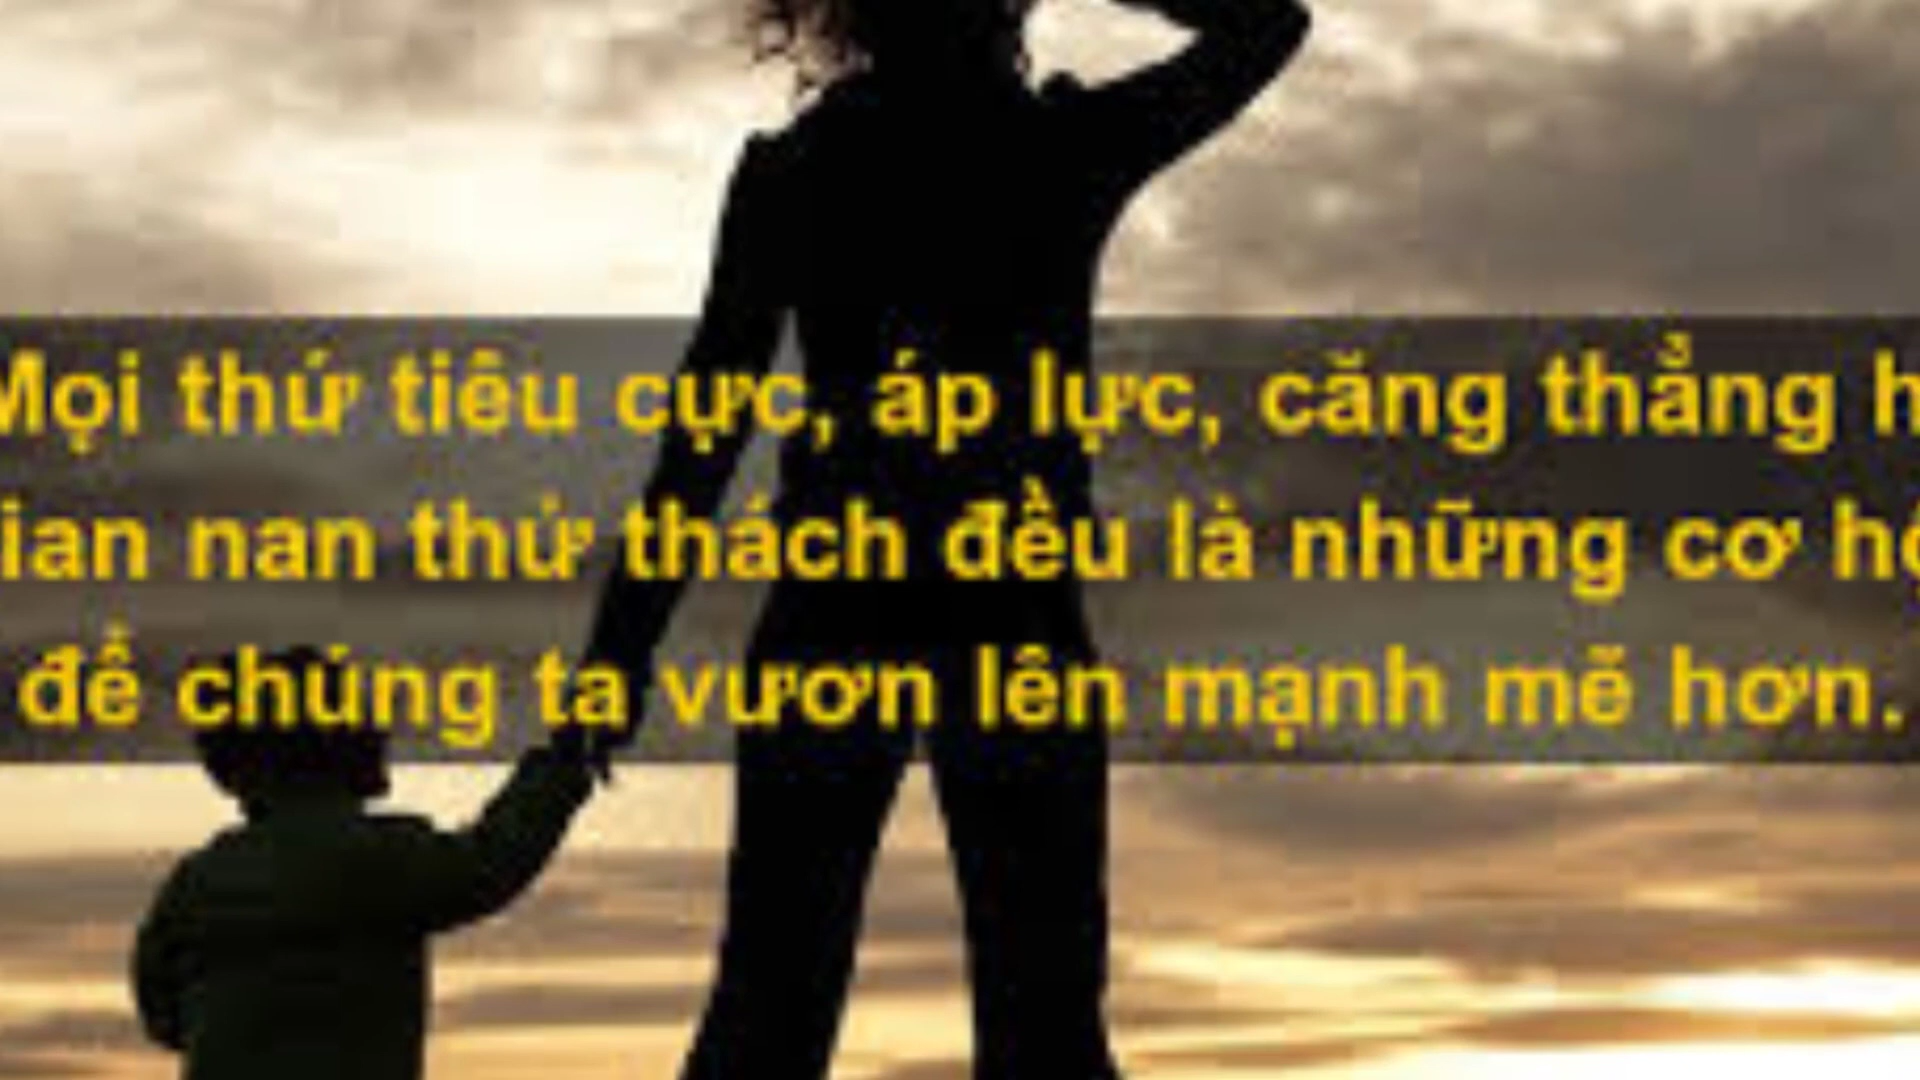 Mọi thứ tiêu cực, áp lực, căng thẳng
nan thử thách đều là những cơ
để chúng ta vươn lên mạnh mẽ hơn.